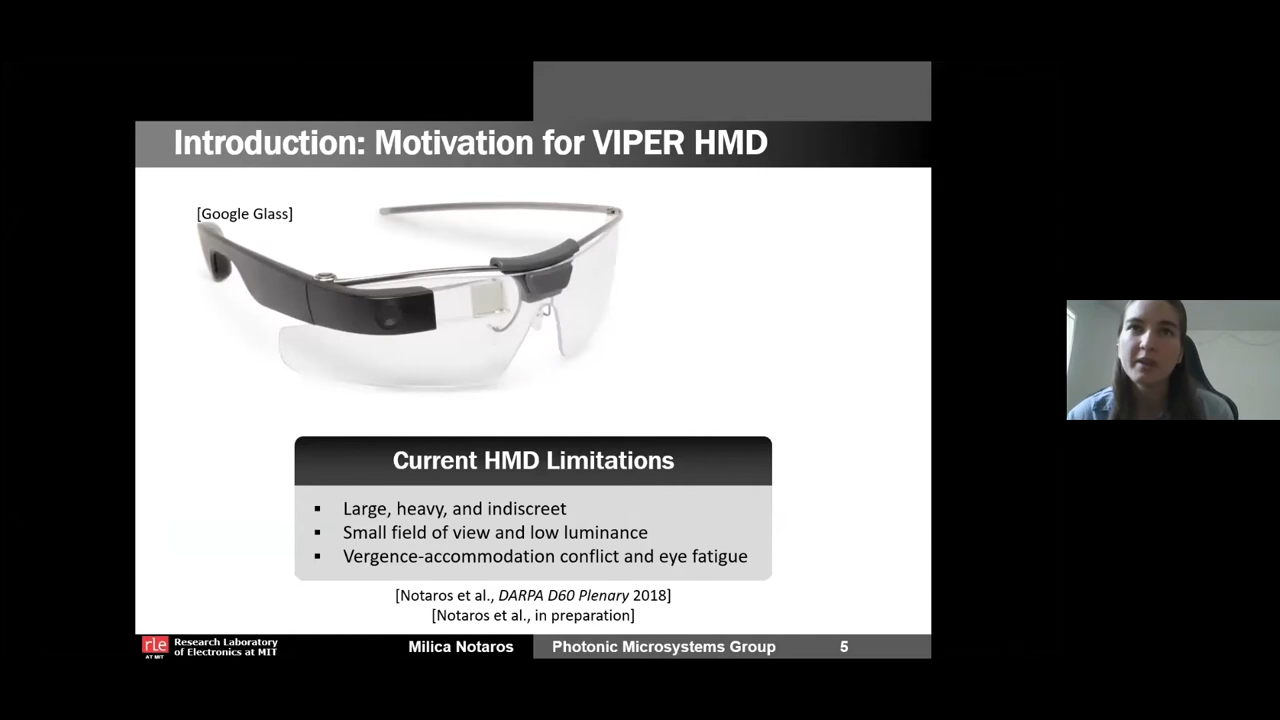 Introduction: Motivation for VIPER HMD
[Google Glass]
Current HMD Limitations
▪ Large, heavy, and indiscreet
▪ Small field of view and low luminance
▪ Vergence-accommodation conflict and eye fatigue
[Notaros et al., DARPA D60 Plenary 2018]
[Notaros et al., in preparation]
rle
AT MIT
Research Laboratory
of Electronics at MIT
Milica Notaros
Photonic Microsystems Group
5